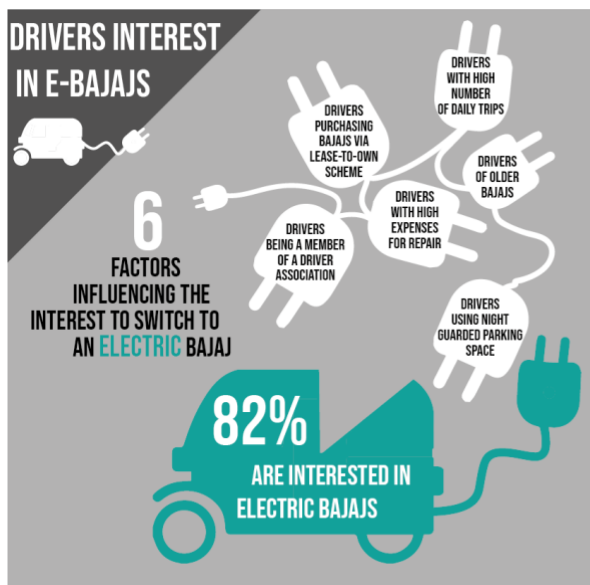 DRIVERS INTEREST
IN E-BAJAJS
6
FACTORS
INFLUENCING THE
INTEREST TO SWITCH TO
AN ELECTRIC BAJAJ
DRIVERS
PURCHASING
BAJAJS VIA
LEASE-TO-OWN
SCHEME
DRIVERS
WITH HIGH
NUMBER
OF DAILY TRIPS
DRIVERS
OF OLDER
BAJAJS
DRIVERS
WITH HIGH
EXPENSES
FOR REPAIR
DRIVERS
BEING A MEMBER
OF A DRIVER
ASSOCIATION
DRIVERS
USING NIGHT
GUARDED PARKING
SPACE
82%
ARE INTERESTED IN
ELECTRIC BAJAJS